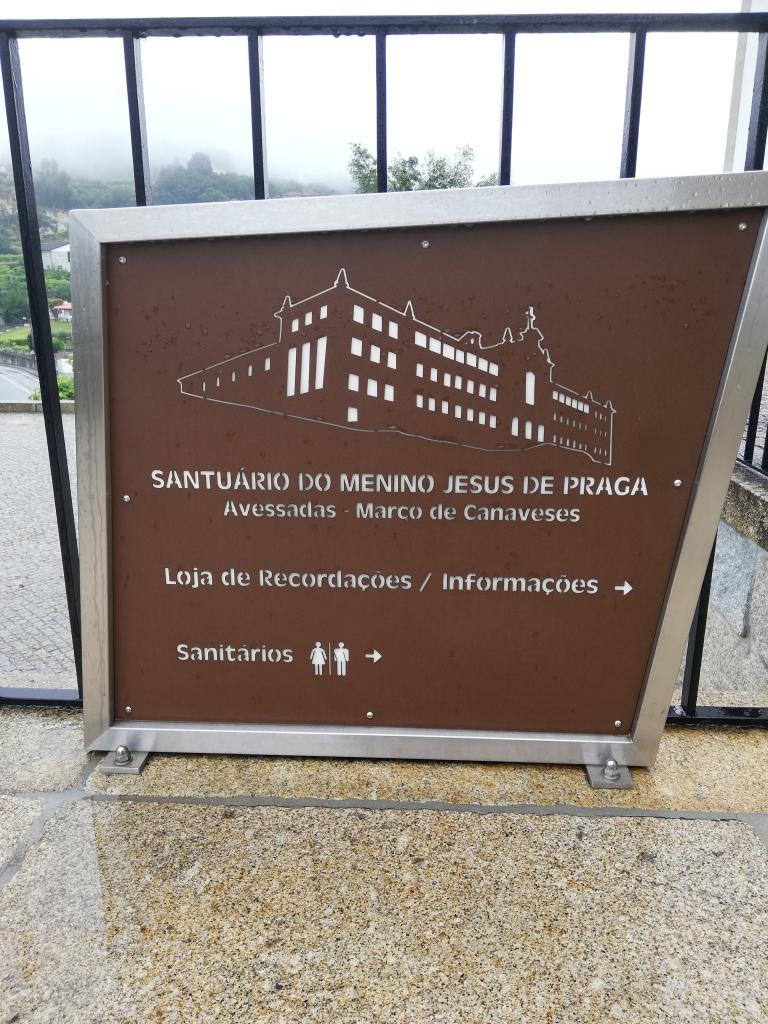 SANTUÁRIO DO MENINO JESUS DE PRAGA
Avessadas - Marco de Canaveses
Loja de Recordações / Informações →
Sanitários →